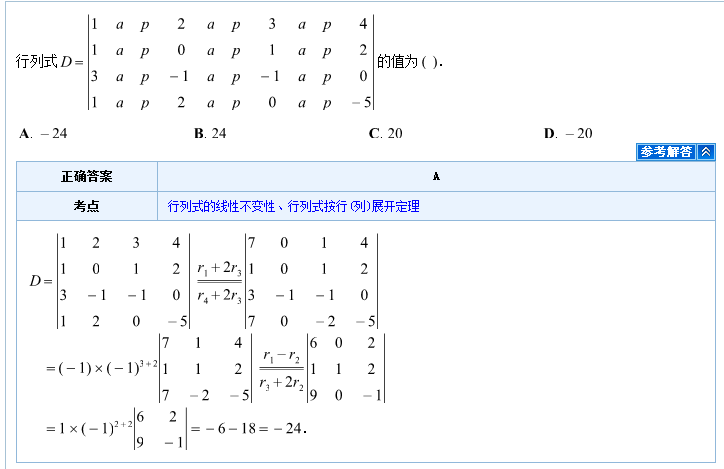 1 a p 2 a p 3 a p 4
1 a p 0 a p 1 a p 2
行列式 D = 的值为 ( ).
3 a p −1 a p −1 a p 0
1 a p 2 a p 0 a p −5
A. −24 B. 24 C. 20 D. −20
参考解答
正确答案 A
考点 行列式的线性不变性、行列式按行(列)展开定理
1 2 3 4 7 0 1 4
1 0 1 2 r₁+2r₃ 1 0 1 2
D = r₄+2r₃
3 −1 −1 0 3 −1 −1 0
1 2 0 −5 7 0 −2 −5
7 1 4 6 0 2
=(−1)×(−1)³⁺² 1 1 2 r₁−r₂ r₃+2r₂ 1 1 2
7 −2 −5 9 0 −1
6 2
=1×(−1)²⁺² =−6−18=−24.
9 −1